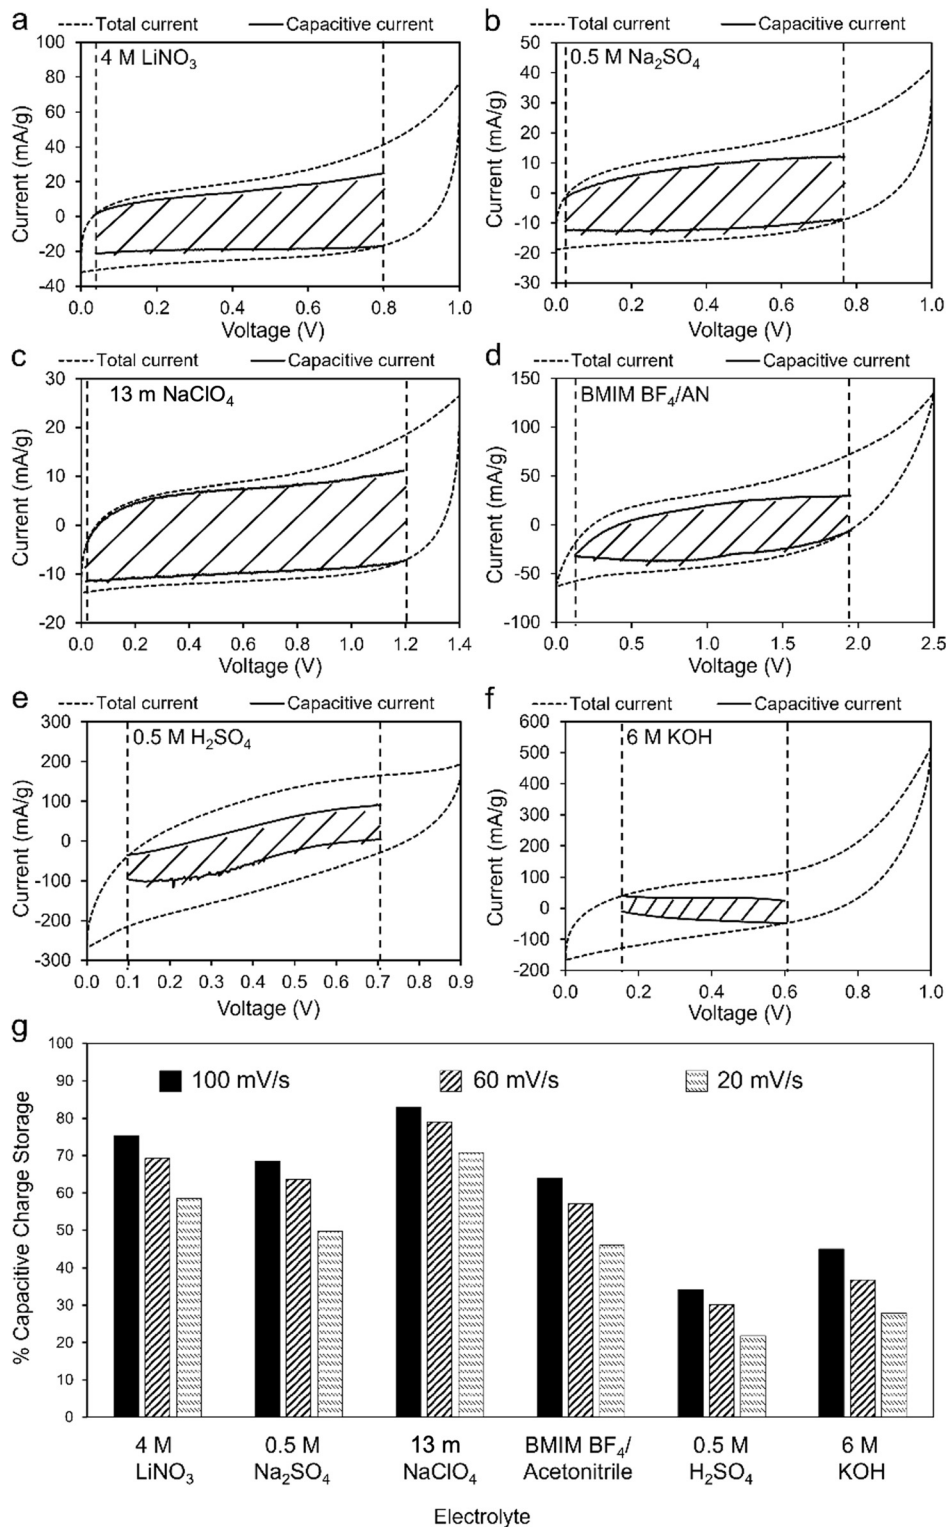 a
Total current
Capacitive current
4 M LiNO₃
Current (mA/g)
100
80
60
40
20
0
-20
-40
0.0 0.2 0.4 0.6 0.8 1.0
Voltage (V)
b
Total current
Capacitive current
0.5 M Na₂SO₄
Current (mA/g)
50
40
30
20
10
0
-10
-20
-30
0.0 0.2 0.4 0.6 0.8 1.0
Voltage (V)
c
Total current
Capacitive current
13 m NaClO₄
Current (mA/g)
30
20
10
0
-10
-20
0.0 0.2 0.4 0.6 0.8 1.0 1.2 1.4
Voltage (V)
d
Total current
Capacitive current
BMIM BF₄/AN
Current (mA/g)
150
100
50
0
-50
-100
0.0 0.5 1.0 1.5 2.0 2.5
Voltage (V)
e
Total current
Capacitive current
0.5 M H₂SO₄
Current (mA/g)
300
200
100
0
-100
-200
-300
0.0 0.1 0.2 0.3 0.4 0.5 0.6 0.7 0.8 0.9
Voltage (V)
f
Total current
Capacitive current
6 M KOH
Current (mA/g)
600
500
400
300
200
100
0
-100
-200
0.0 0.2 0.4 0.6 0.8 1.0
Voltage (V)
g
% Capacitive Charge Storage
100
90
80
70
60
50
40
30
20
10
0
100 mV/s
60 mV/s
20 mV/s
4 M
LiNO₃
0.5 M
Na₂SO₄
13 m
NaClO₄
BMIM BF₄/
Acetonitrile
0.5 M
H₂SO₄
6 M
KOH
Electrolyte